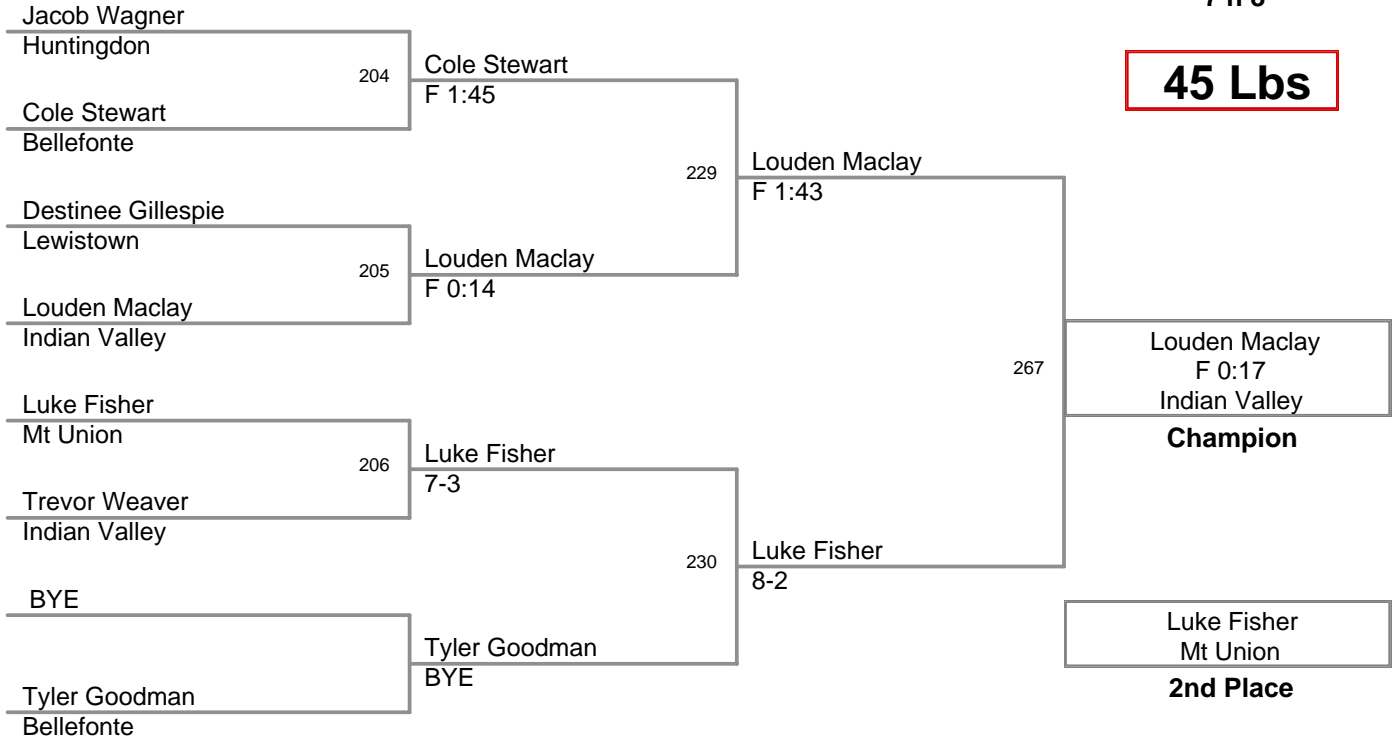 Jacob Wagner
Huntingdon
204
Cole Stewart
F 1:45
Cole Stewart
Bellefonte
229
Louden Maclay
F 1:43
Destinee Gillespie
Lewistown
205
Louden Maclay
F 0:14
Louden Maclay
Indian Valley
267
Louden Maclay
F 0:17
Indian Valley
Champion
Luke Fisher
Mt Union
206
Luke Fisher
7-3
Trevor Weaver
Indian Valley
230
Luke Fisher
8-2
BYE
Tyler Goodman
BYE
Tyler Goodman
Bellefonte
Luke Fisher
Mt Union
2nd Place
45 Lbs